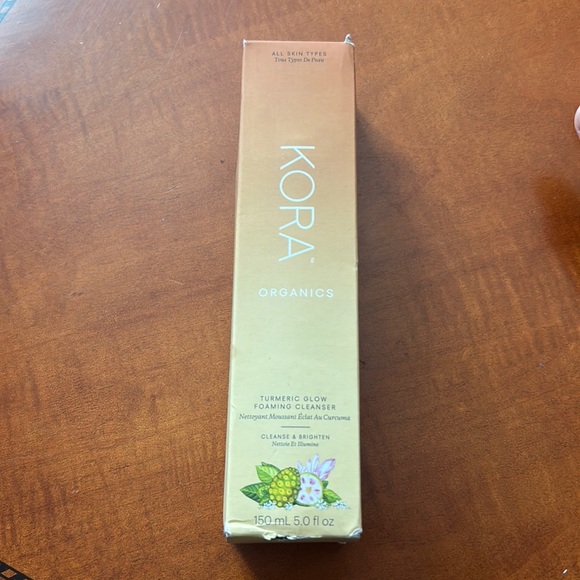 ALL SKIN TYPES
Tous Types De Peau
KORA™
ORGANICS
TURMERIC GLOW
FOAMING CLEANSER
Nettoyant Moussant Éclat Au Curcuma
CLEANSE & BRIGHTEN
Nettoie Et Illumine
150 mL 5.0 fl oz